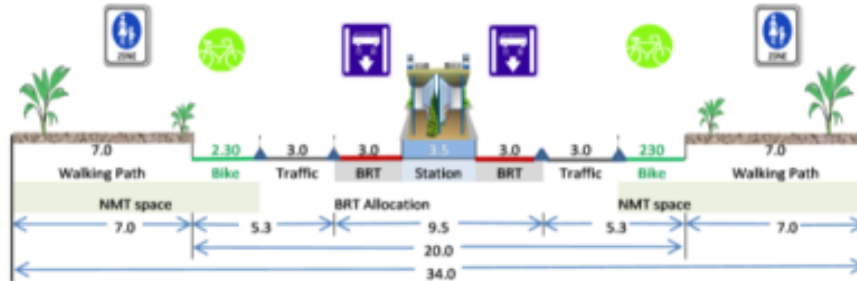 ZONE ZONE
7.0 2.30 3.0 3.0 3.5 3.0 3.0 230 7.0
Walking Path Bike Traffic BRT Station BRT Traffic Bike Walking Path
NMT space BRT Allocation NMT space
7.0 5.3 9.5 5.3 7.0
20.0
34.0